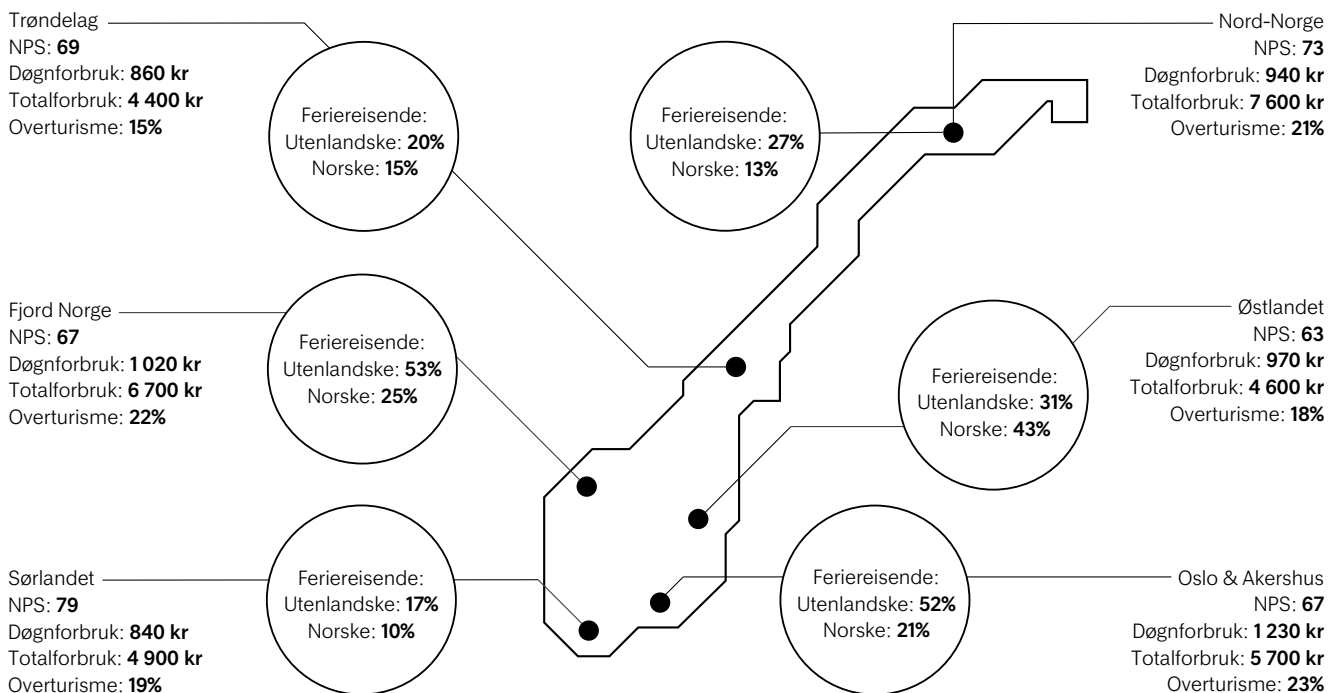 Trøndelag
NPS: 69
Døgnforbruk: 860 kr
Totalforbruk: 4 400 kr
Overturisme: 15%
Feriereisende:
Utenlandske: 20%
Norske: 15%
Feriereisende:
Utenlandske: 27%
Norske: 13%
Nord-Norge
NPS: 73
Døgnforbruk: 940 kr
Totalforbruk: 7 600 kr
Overturisme: 21%
Fjord Norge
NPS: 67
Døgnforbruk: 1 020 kr
Totalforbruk: 6 700 kr
Overturisme: 22%
Feriereisende:
Utenlandske: 53%
Norske: 25%
Feriereisende:
Utenlandske: 31%
Norske: 43%
Østlandet
NPS: 63
Døgnforbruk: 970 kr
Totalforbruk: 4 600 kr
Overturisme: 18%
Sørlandet
NPS: 79
Døgnforbruk: 840 kr
Totalforbruk: 4 900 kr
Overturisme: 19%
Feriereisende:
Utenlandske: 17%
Norske: 10%
Feriereisende:
Utenlandske: 52%
Norske: 21%
Oslo & Akershus
NPS: 67
Døgnforbruk: 1 230 kr
Totalforbruk: 5 700 kr
Overturisme: 23%